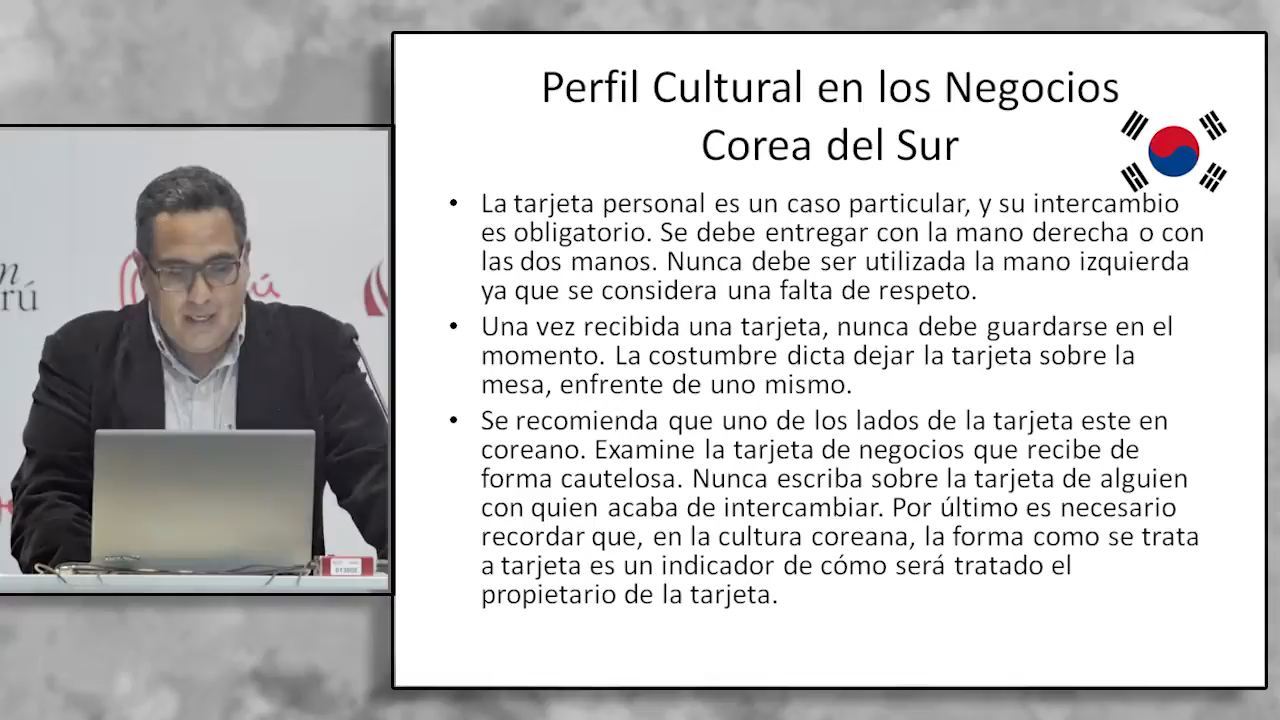 Perfil Cultural en los Negocios
Corea del Sur
• La tarjeta personal es un caso particular, y su intercambio
es obligatorio. Se debe entregar con la mano derecha o con
las dos manos. Nunca debe ser utilizada la mano izquierda
ya que se considera una falta de respeto.
• Una vez recibida una tarjeta, nunca debe guardarse en el
momento. La costumbre dicta dejar la tarjeta sobre la
mesa, enfrente de uno mismo.
• Se recomienda que uno de los lados de la tarjeta este en
coreano. Examine la tarjeta de negocios que recibe de
forma cautelosa. Nunca escriba sobre la tarjeta de alguien
con quien acaba de intercambiar. Por último es necesario
recordar que, en la cultura coreana, la forma como se trata
a tarjeta es un indicador de cómo será tratado el
propietario de la tarjeta.